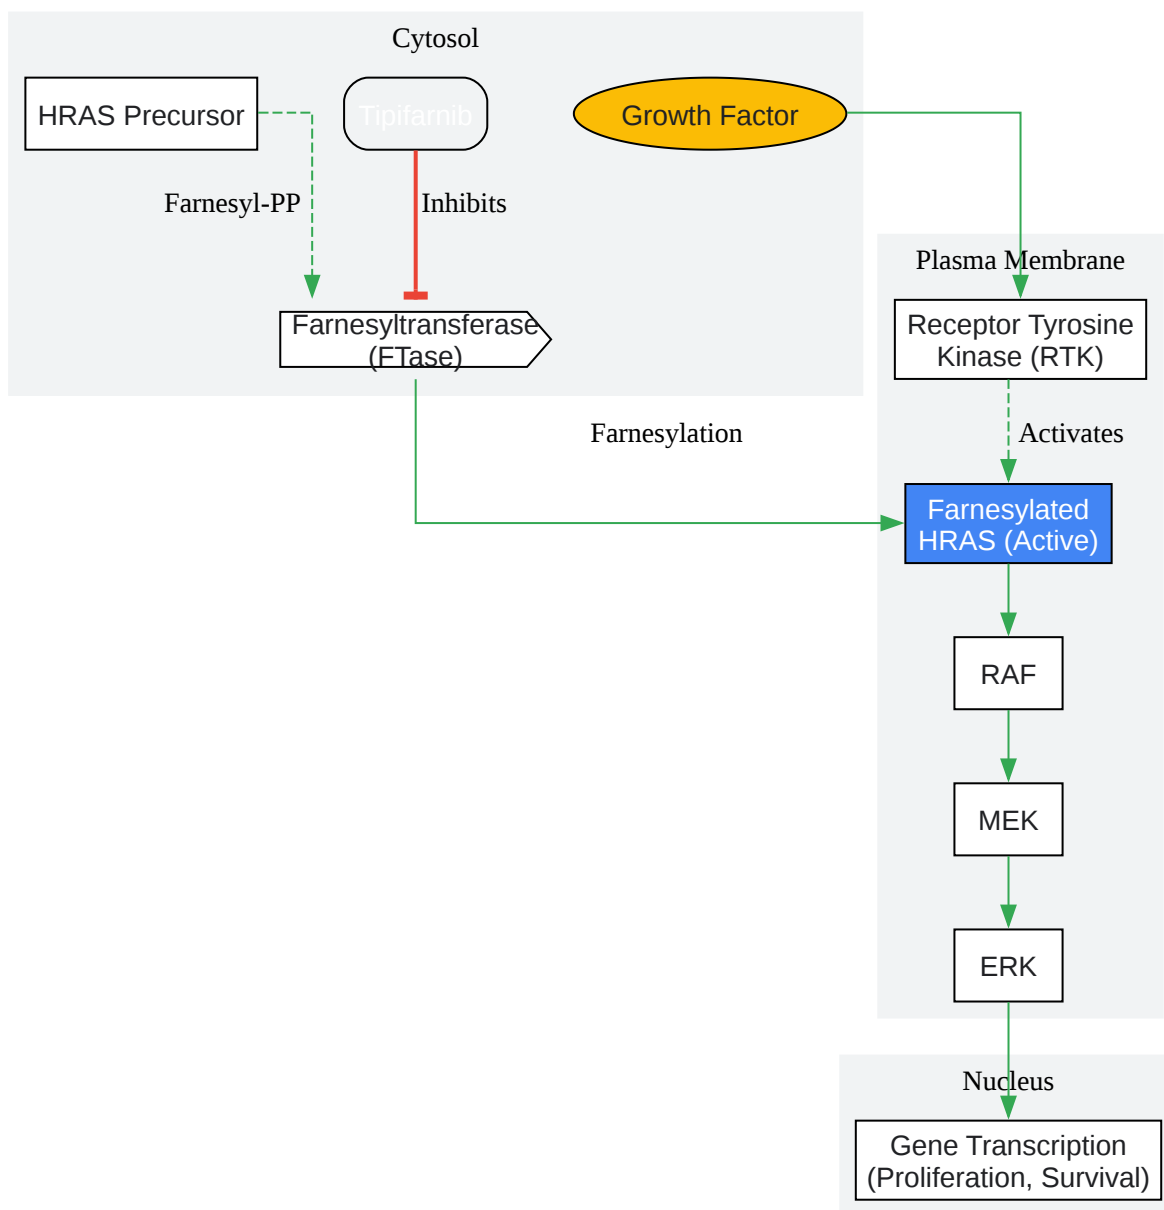 Cytosol
HRAS Precursor
Tipifarnib
Growth Factor
Farnesyl-PP
Inhibits
Plasma Membrane
Farnesyltransferase
(FTase)
Receptor Tyrosine
Kinase (RTK)
Farnesylation
Activates
Farnesylated
HRAS (Active)
RAF
MEK
ERK
Nucleus
Gene Transcription
(Proliferation, Survival)